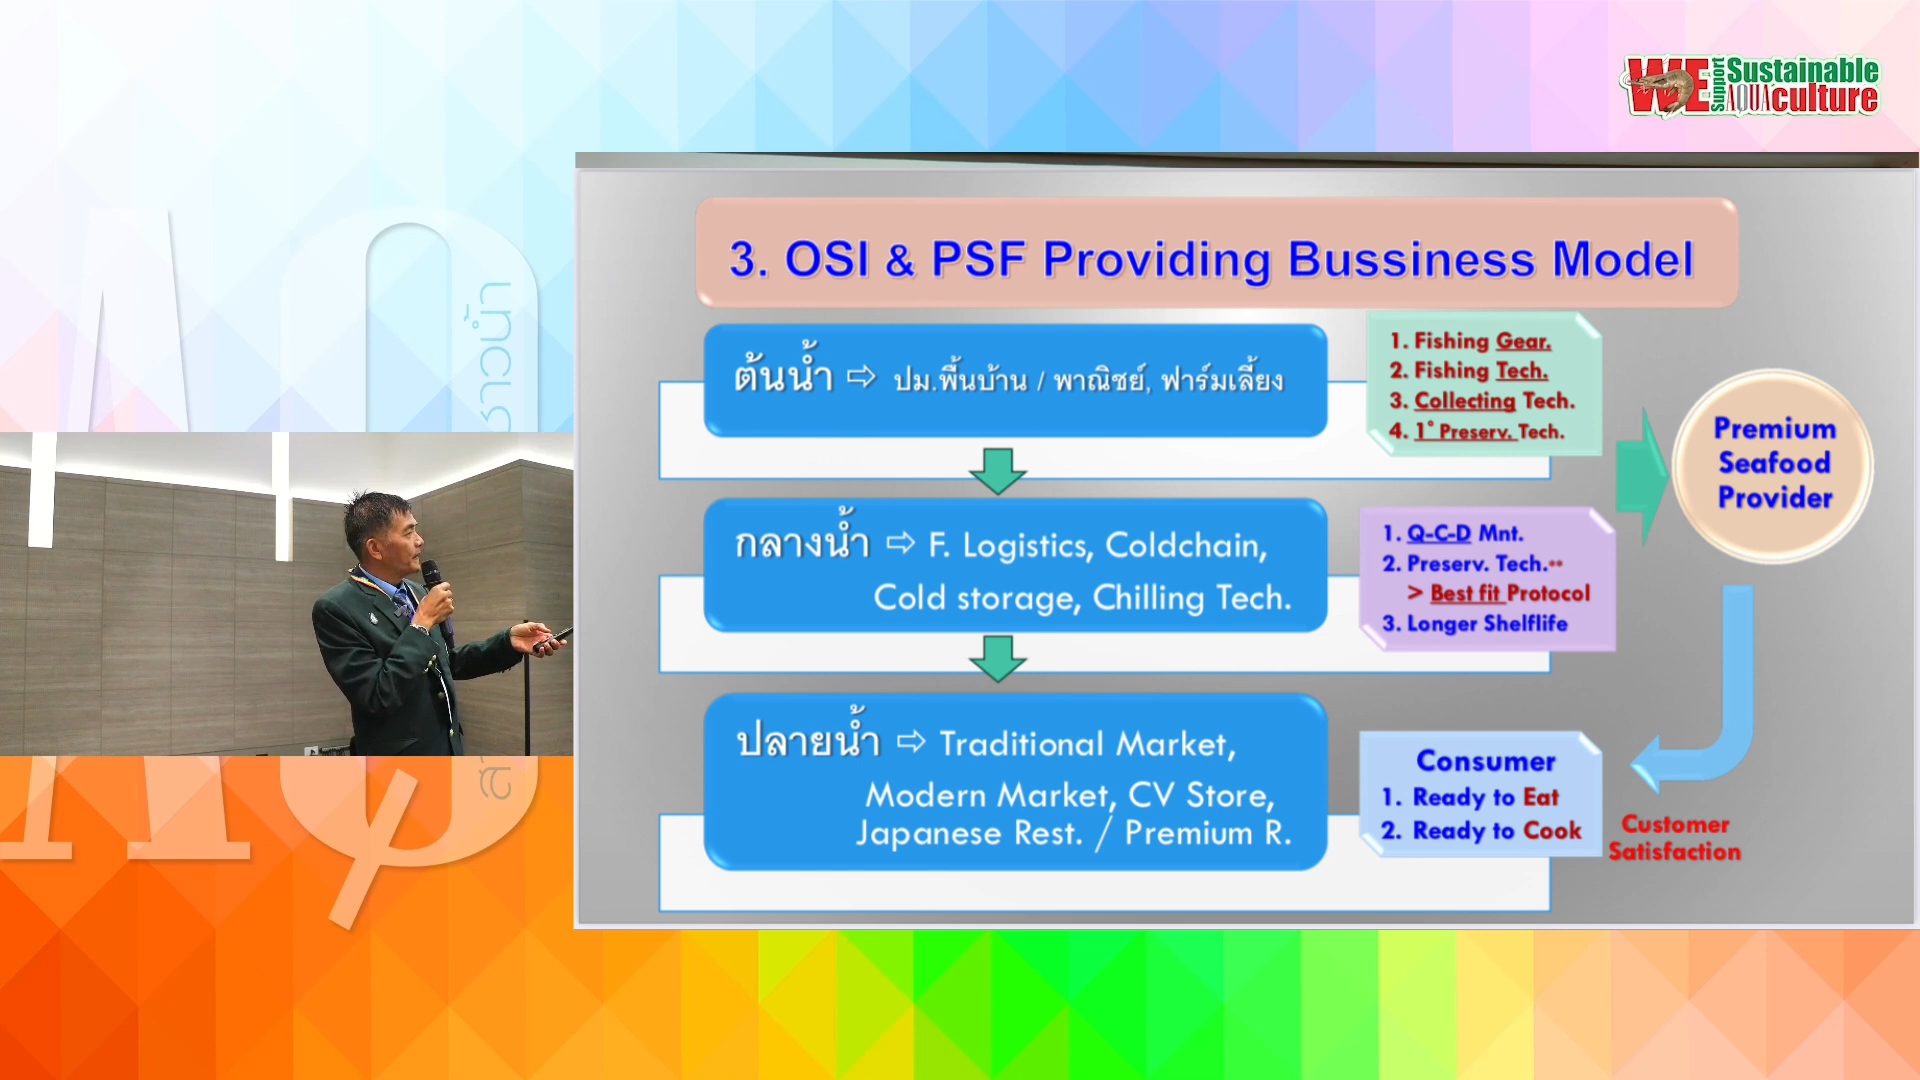 WE Support Sustainable
AQUAculture
ชาวน้ำ
3. OSI & PSF Providing Bussiness Model
ต้นน้ำ ⇨ ปม.พื้นบ้าน / พาณิชย์, ฟาร์มเลี้ยง
1. Fishing Gear.
2. Fishing Tech.
3. Collecting Tech.
4. 1° Preserv. Tech.
Premium
Seafood
Provider
กลางน้ำ ⇨ F. Logistics, Coldchain,
Cold storage, Chilling Tech.
1. Q-C-D Mnt.
2. Preserv. Tech.**
> Best fit Protocol
3. Longer Shelflife
ปลายน้ำ ⇨ Traditional Market,
Modern Market, CV Store,
Japanese Rest. / Premium R.
Consumer
1. Ready to Eat
2. Ready to Cook
Customer
Satisfaction